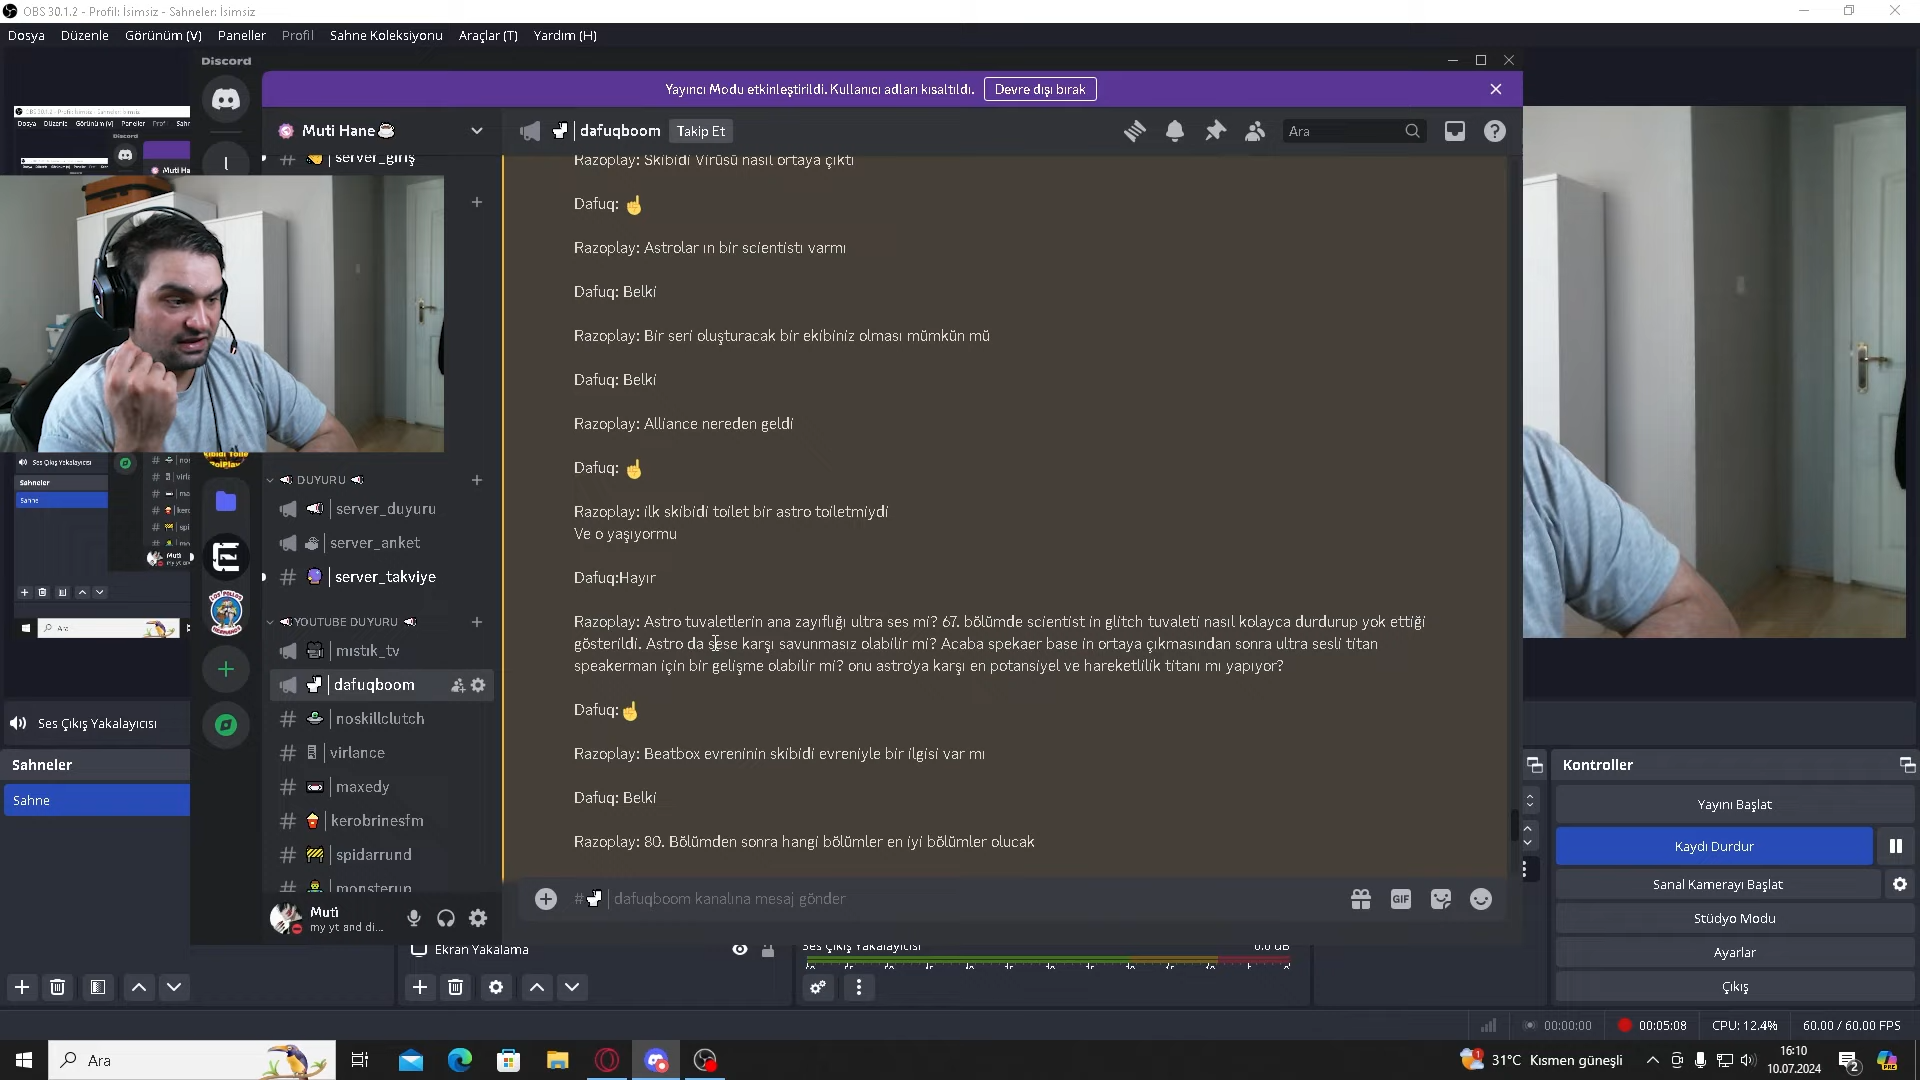 OBS 30.1.2 - Profil: İsimsiz - Sahneler: İsimsiz
Dosya Düzenle Görünüm (V) Paneller Profil Sahne Koleksiyonu Araçlar (T) Yardım (H)
Discord
Yayıncı Modu etkinleştirildi. Kullanıcı adları kısaltıldı. Devre dışı bırak
Muti Hane
dafuqboom Takip Et
Ara
server_giriş
DUYURU
server_duyuru
server_anket
server_takviye
YOUTUBE DUYURU
mistik_tv
dafuqboom
noskillclutch
virlance
maxedy
kerobrinesfm
spidarrund
monsterup
Muti
my yt and di...
Razoplay: Skibidi Virüsü nasıl ortaya çıktı
Dafuq: ☝️
Razoplay: Astrolar ın bir scientisti varmı
Dafuq: Belki
Razoplay: Bir seri oluşturacak bir ekibiniz olması mümkün mü
Dafuq: Belki
Razoplay: Alliance nereden geldi
Dafuq: ☝️
Razoplay: ilk skibidi toilet bir astro toiletmiydi
Ve o yaşıyormu
Dafuq:Hayır
Razoplay: Astro tuvaletlerin ana zayıflığı ultra ses mi? 67. bölümde scientist in glitch tuvaleti nasıl kolayca durdurup yok ettiği
gösterildi. Astro da sese karşı savunmasız olabilir mi? Acaba spekaer base in ortaya çıkmasından sonra ultra sesli titan
speakerman için bir gelişme olabilir mi? onu astro'ya karşı en potansiyel ve hareketlilik titanı mı yapıyor?
Dafuq:☝️
Razoplay: Beatbox evreninin skibidi evreniyle bir ilgisi var mı
Dafuq: Belki
Razoplay: 80. Bölümden sonra hangi bölümler en iyi bölümler olucak
dafuqboom kanalına mesaj gönder
GIF
Ses Çıkış Yakalayıcısı
Sahneler
Sahne
Ekran Yakalama
Ses Çıkış Yakalayıcısı
0.0 dB
Kontroller
Yayını Başlat
Kaydı Durdur
Sanal Kamerayı Başlat
Stüdyo Modu
Ayarlar
Çıkış
00:00:00 00:05:08 CPU: 12.4% 60.00 / 60.00 FPS
Ara
31°C Kısmen güneşli
16:10
10.07.2024
2